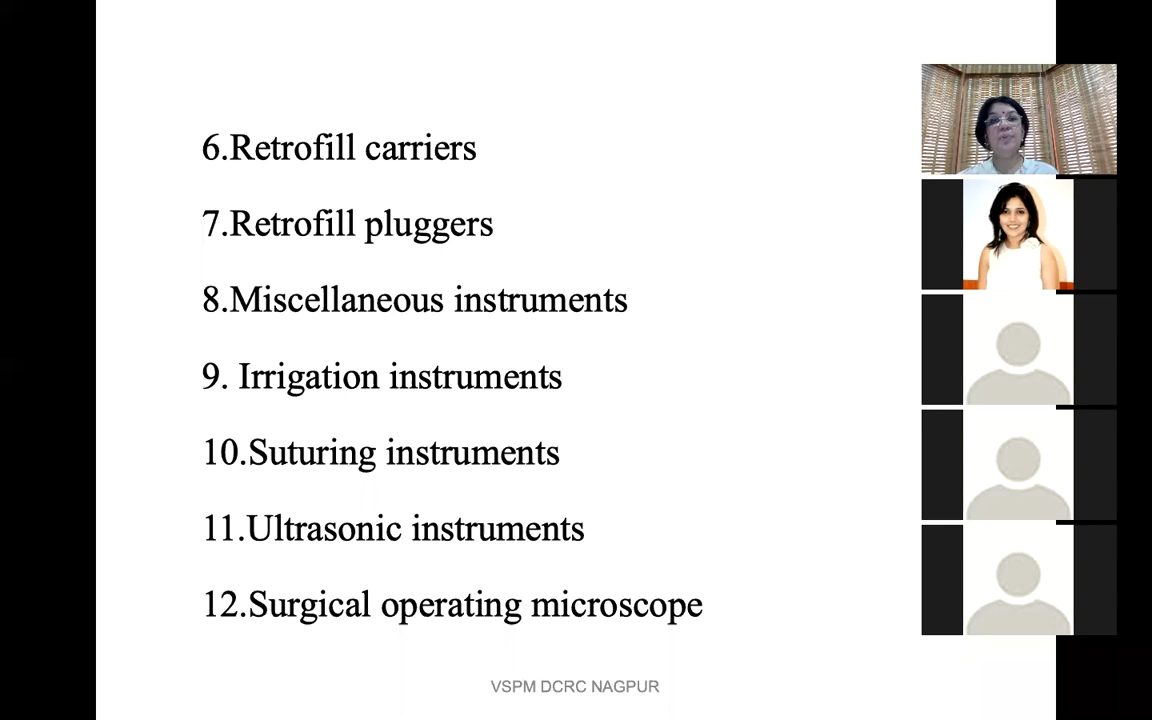 6.Retrofill carriers
7.Retrofill pluggers
8.Miscellaneous instruments
9. Irrigation instruments
10.Suturing instruments
11.Ultrasonic instruments
12.Surgical operating microscope
VSPM DCRC NAGPUR